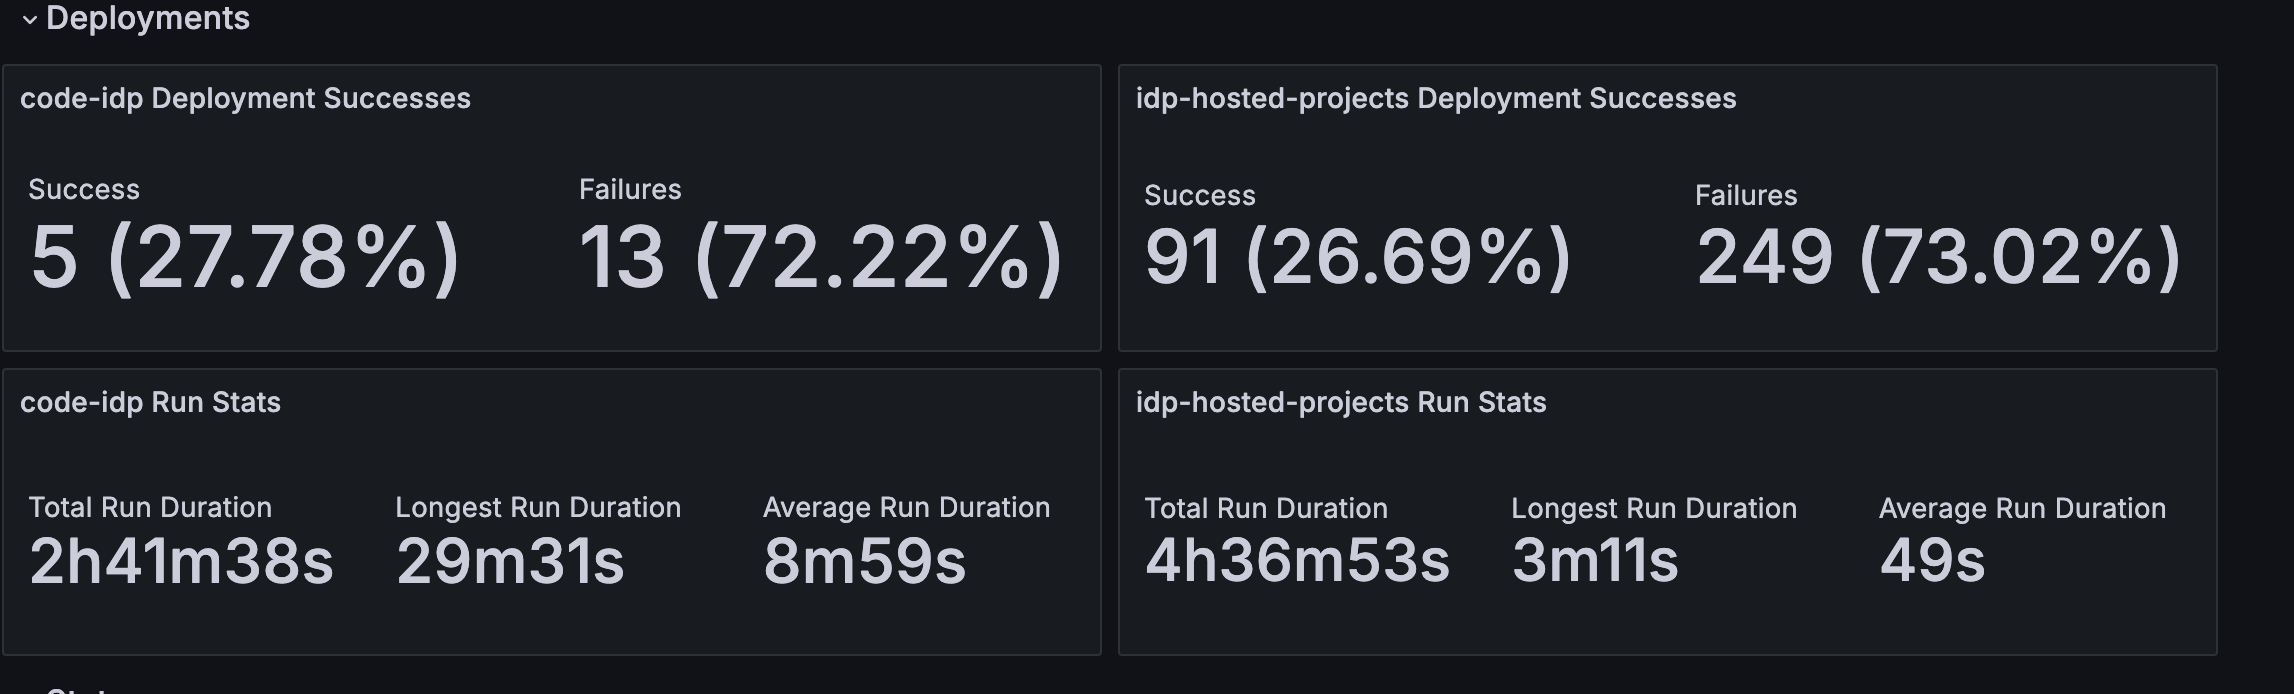 Deployments
code-idp Deployment Successes
Success
5 (27.78%)
Failures
13 (72.22%)
idp-hosted-projects Deployment Successes
Success
91 (26.69%)
Failures
249 (73.02%)
code-idp Run Stats
Total Run Duration
2h41m38s
Longest Run Duration
29m31s
Average Run Duration
8m59s
idp-hosted-projects Run Stats
Total Run Duration
4h36m53s
Longest Run Duration
3m11s
Average Run Duration
49s